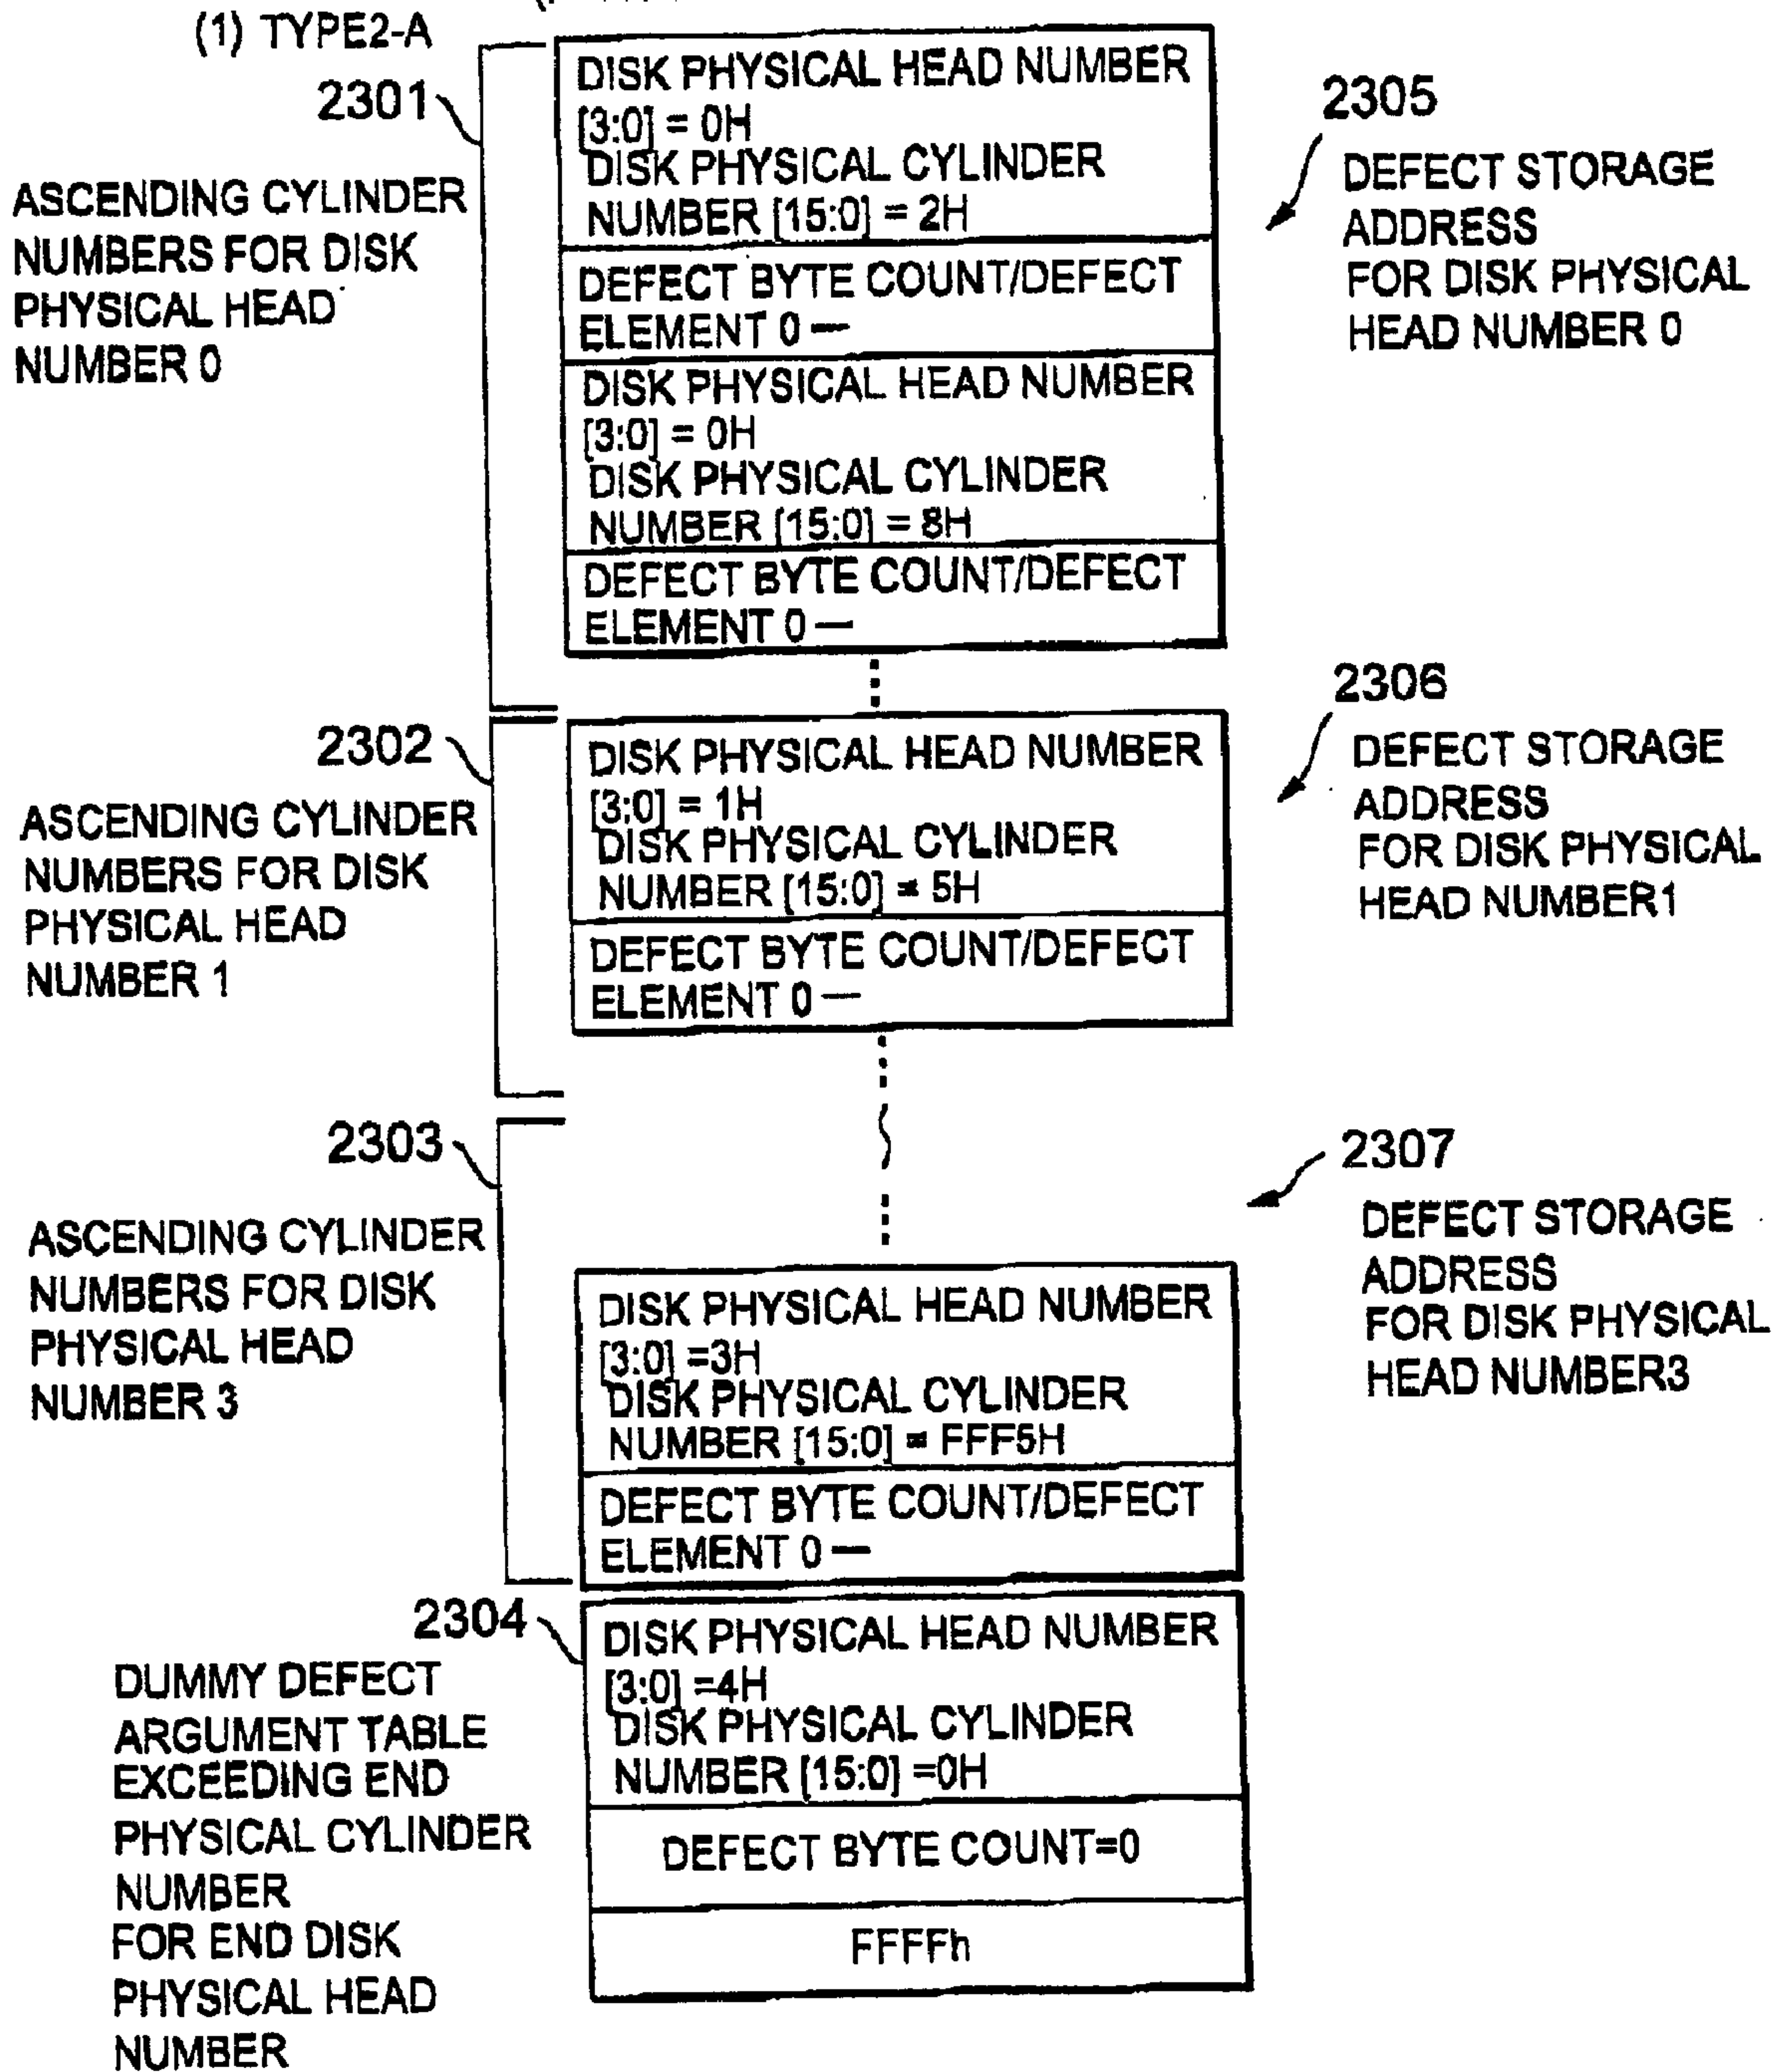 (1) TYPE2-A
2301
ASCENDING CYLINDER
NUMBERS FOR DISK
PHYSICAL HEAD
NUMBER 0
DISK PHYSICAL HEAD NUMBER
[3:0] = 0H
DISK PHYSICAL CYLINDER
NUMBER [15:0] = 2H
DEFECT BYTE COUNT/DEFECT
ELEMENT 0 —
DISK PHYSICAL HEAD NUMBER
[3:0] = 0H
DISK PHYSICAL CYLINDER
NUMBER [15:0] = 8H
DEFECT BYTE COUNT/DEFECT
ELEMENT 0 —
2305
DEFECT STORAGE
ADDRESS
FOR DISK PHYSICAL
HEAD NUMBER 0
2302
ASCENDING CYLINDER
NUMBERS FOR DISK
PHYSICAL HEAD
NUMBER 1
DISK PHYSICAL HEAD NUMBER
[3:0] = 1H
DISK PHYSICAL CYLINDER
NUMBER [15:0] = 5H
DEFECT BYTE COUNT/DEFECT
ELEMENT 0 —
2306
DEFECT STORAGE
ADDRESS
FOR DISK PHYSICAL
HEAD NUMBER1
2303
ASCENDING CYLINDER
NUMBERS FOR DISK
PHYSICAL HEAD
NUMBER 3
DISK PHYSICAL HEAD NUMBER
[3:0] =3H
DISK PHYSICAL CYLINDER
NUMBER [15:0] = FFF5H
DEFECT BYTE COUNT/DEFECT
ELEMENT 0 —
2307
DEFECT STORAGE
ADDRESS
FOR DISK PHYSICAL
HEAD NUMBER3
2304
DUMMY DEFECT
ARGUMENT TABLE
EXCEEDING END
PHYSICAL CYLINDER
NUMBER
FOR END DISK
PHYSICAL HEAD
NUMBER
DISK PHYSICAL HEAD NUMBER
[3:0] =4H
DISK PHYSICAL CYLINDER
NUMBER [15:0] =0H
DEFECT BYTE COUNT=0
FFFFh